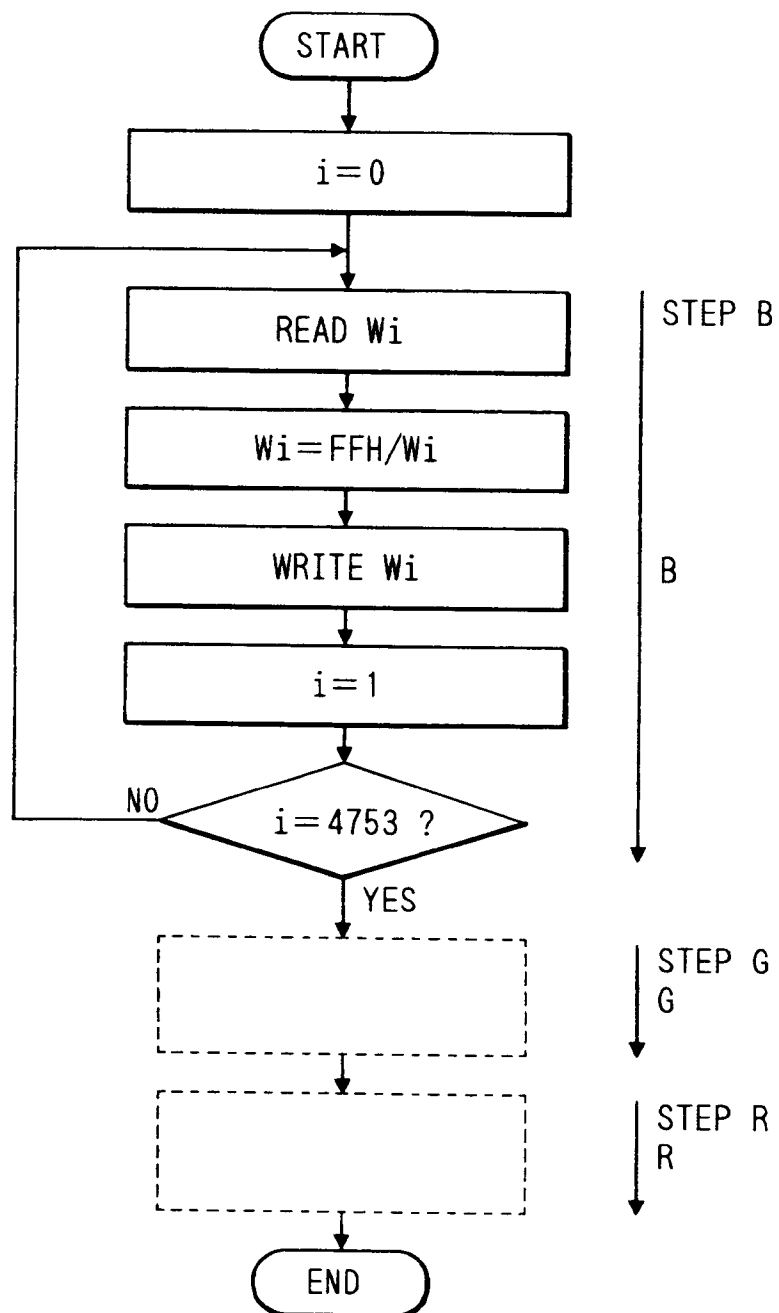 START
i=0
READ Wi
STEP B
Wi=FFH/Wi
WRITE Wi
B
i=1
NO
i=4753 ?
YES
STEP G
G
STEP R
R
END